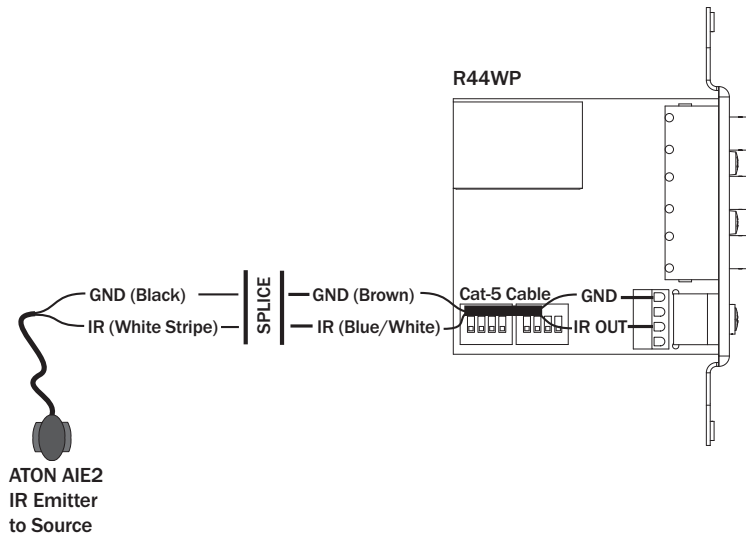 R44WP
GND (Black)
SPLICE
GND (Brown)
Cat-5 Cable
GND
IR (White Stripe)
IR (Blue/White)
IR OUT
ATON AIE2
IR Emitter
to Source